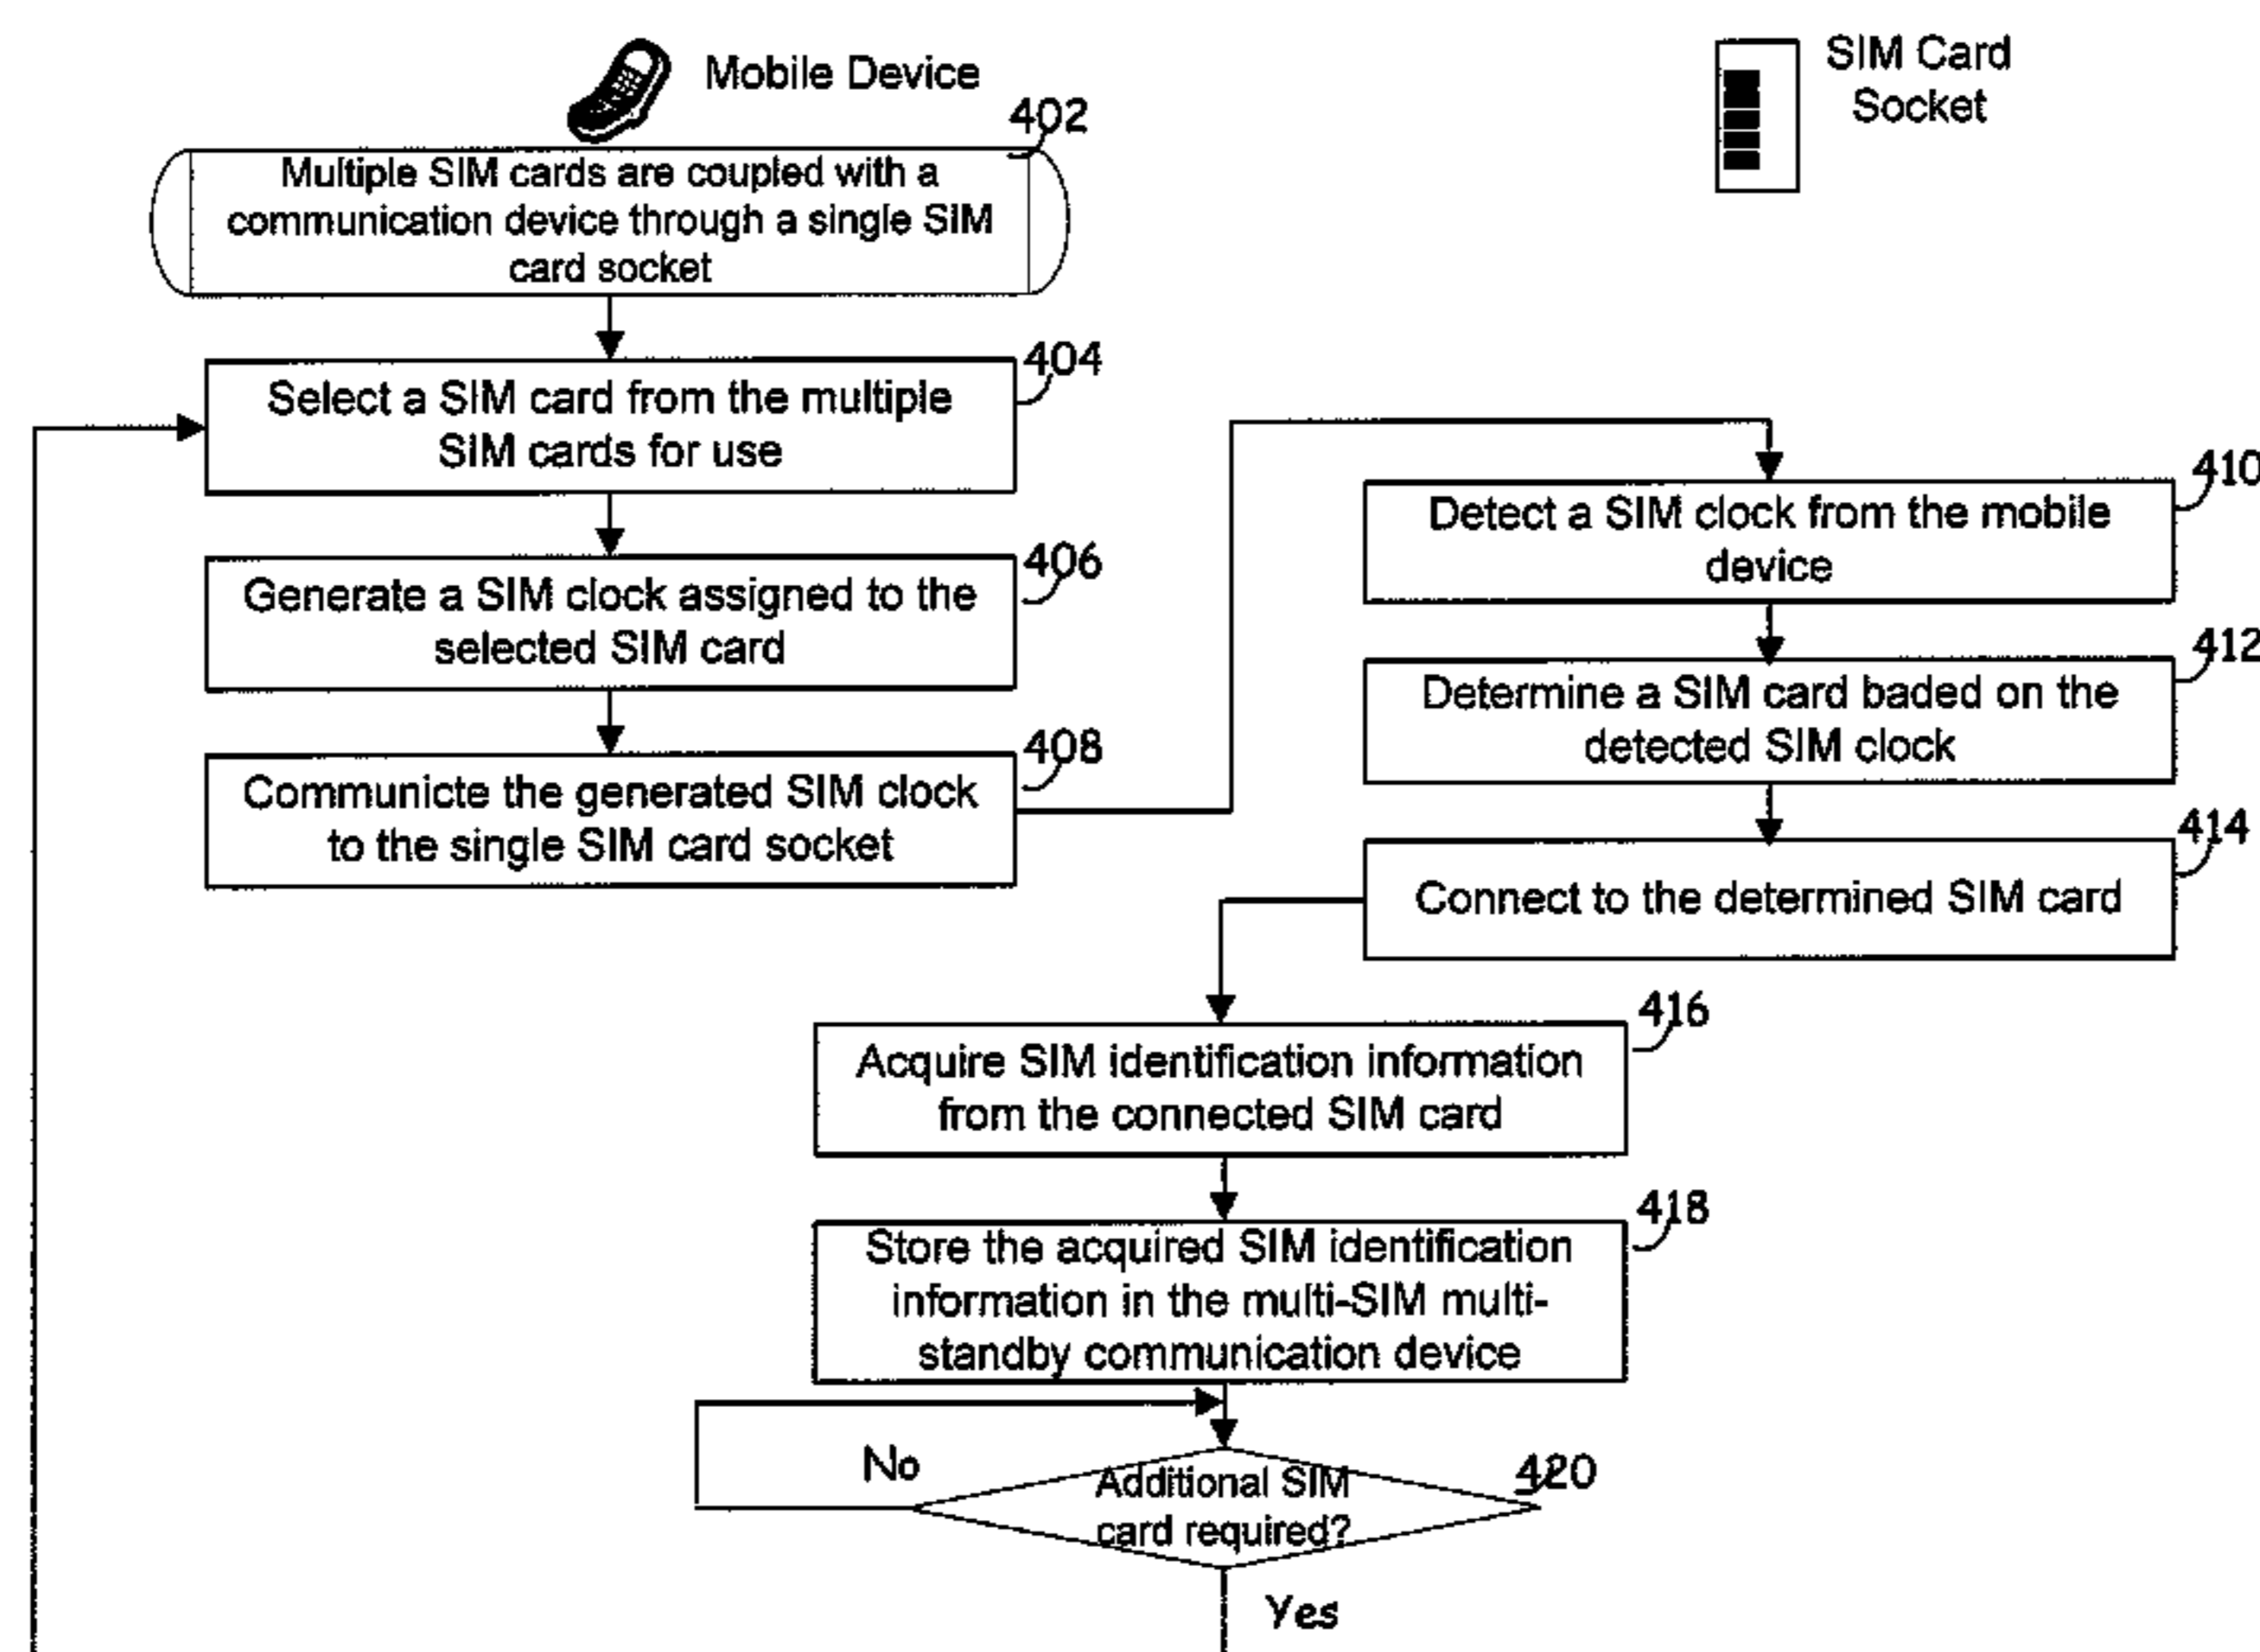 Mobile Device
SIM Card
Socket
402
Multiple SIM cards are coupled with a
communication device through a single SIM
card socket
404
Select a SIM card from the multiple
SIM cards for use
406
Generate a SIM clock assigned to the
selected SIM card
408
Communicte the generated SIM clock
to the single SIM card socket
410
Detect a SIM clock from the mobile
device
412
Determine a SIM card baded on the
detected SIM clock
414
Connect to the determined SIM card
416
Acquire SIM identification information
from the connected SIM card
418
Store the acquired SIM identification
information in the multi-SIM multi-
standby communication device
No
420
Additional SIM
card required?
Yes